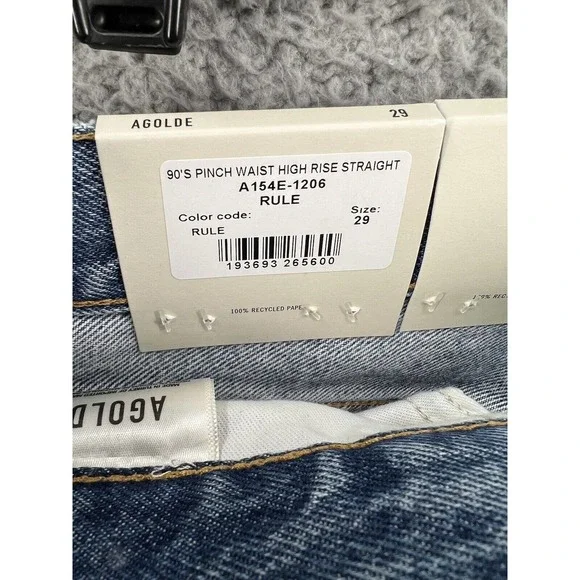 AGOLDE 29
90'S PINCH WAIST HIGH RISE STRAIGHT
A154E-1206
RULE
Color code: Size:
RULE 29
193693 265600
100% RECYCLED PAPE
AGOLDE